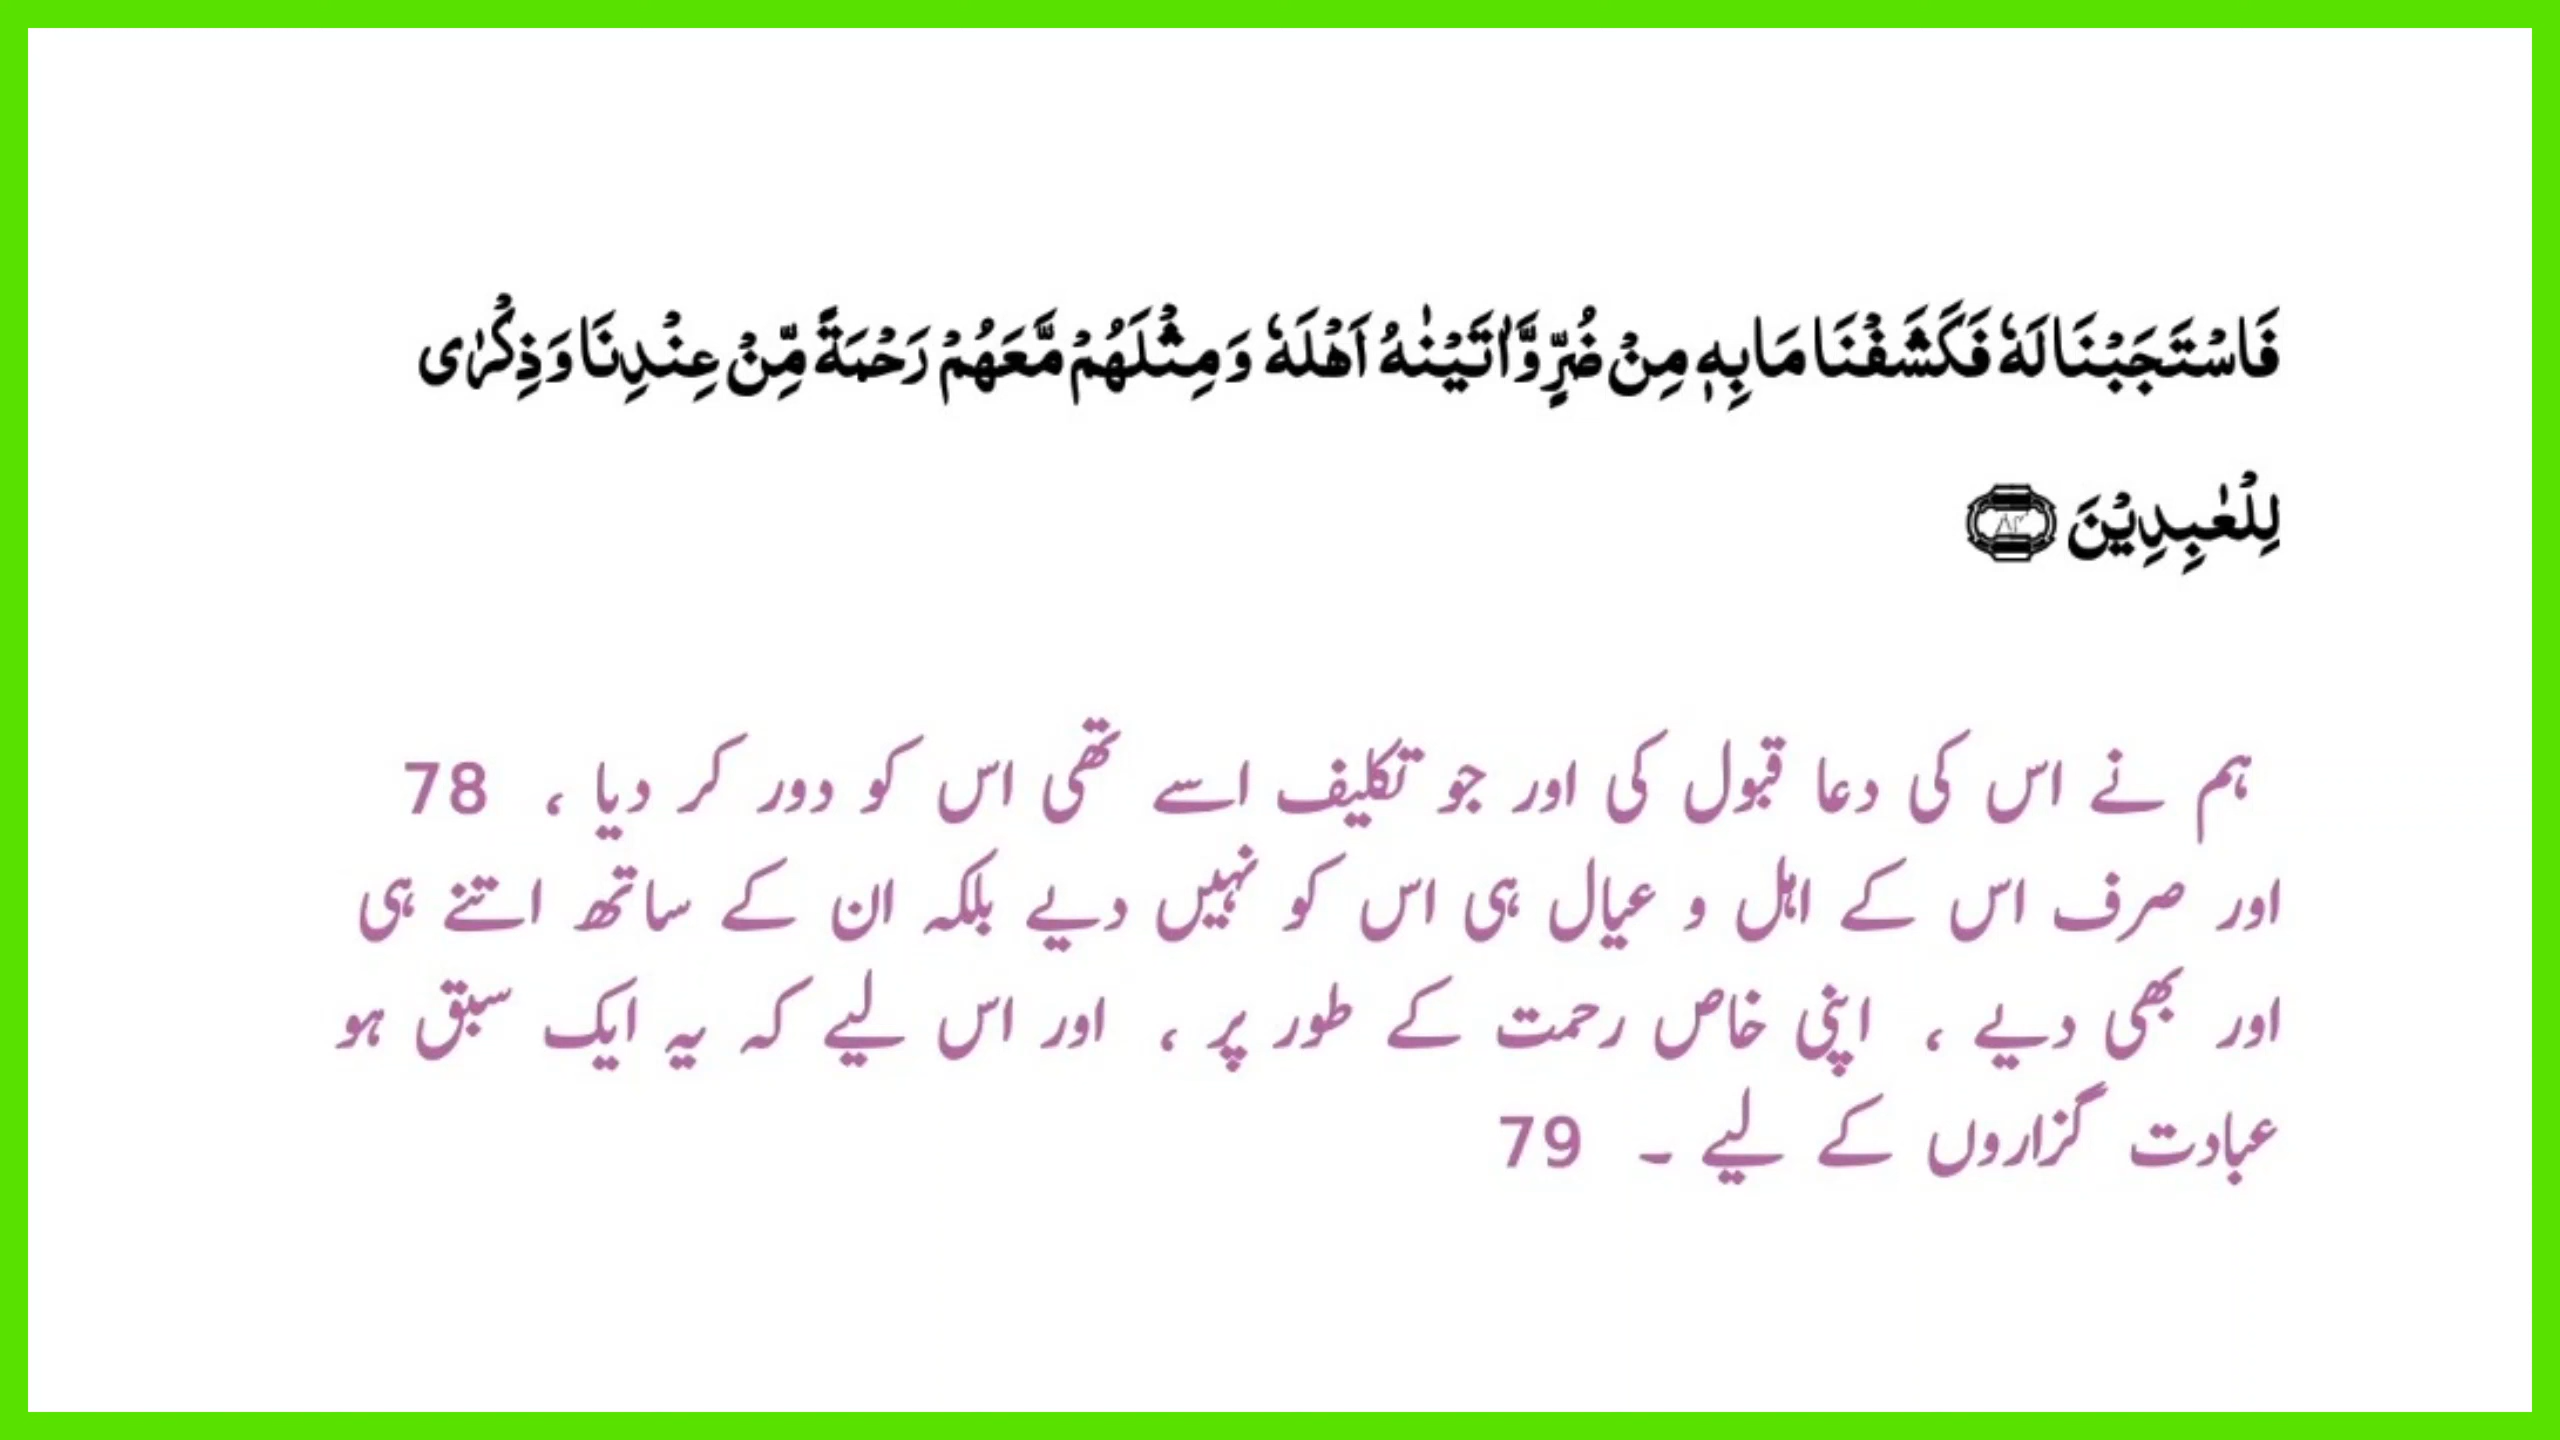 فَاسۡتَجَبۡنَا لَهٗ فَكَشَفۡنَا مَا بِهٖ مِنۡ ضُرٍّ‌ وَّاٰتَيۡنٰهُ اَهۡلَهٗ وَمِثۡلَهُمۡ مَّعَهُمۡ رَحۡمَةً مِّنۡ عِنۡدِنَا وَذِكۡرٰى
لِلۡعٰبِدِيۡنَ ﴿۸۴﴾
ہم نے اس کی دعا قبول کی اور جو تکلیف اسے تھی اس کو دور کر دیا ، 78
اور صرف اس کے اہل و عیال ہی اس کو نہیں دیے بلکہ ان کے ساتھ اتنے ہی
اور بھی دیے ، اپنی خاص رحمت کے طور پر ، اور اس لیے کہ یہ ایک سبق ہو
عبادت گزاروں کے لیے ۔ 79